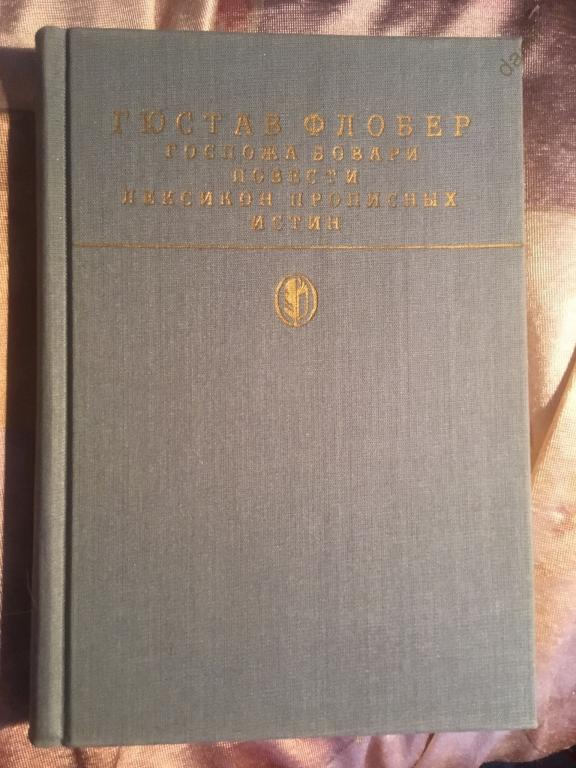 ГЮСТАВ ФЛОБЕР
ГОСПОЖА БОВАРИ
ПОВЕСТИ
ЛЕКСИКОН ПРОПИСНЫХ
ИСТИН